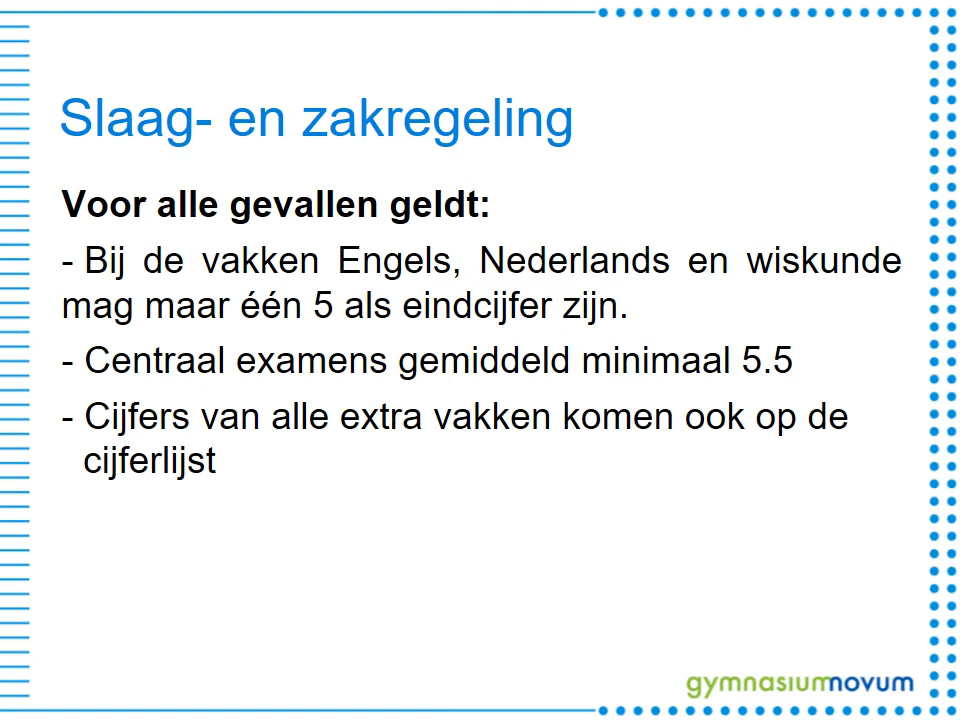 Slaag- en zakregeling
Voor alle gevallen geldt:
- Bij de vakken Engels, Nederlands en wiskunde
mag maar één 5 als eindcijfer zijn.
- Centraal examens gemiddeld minimaal 5.5
- Cijfers van alle extra vakken komen ook op de
cijferlijst
gymnasiumnovum